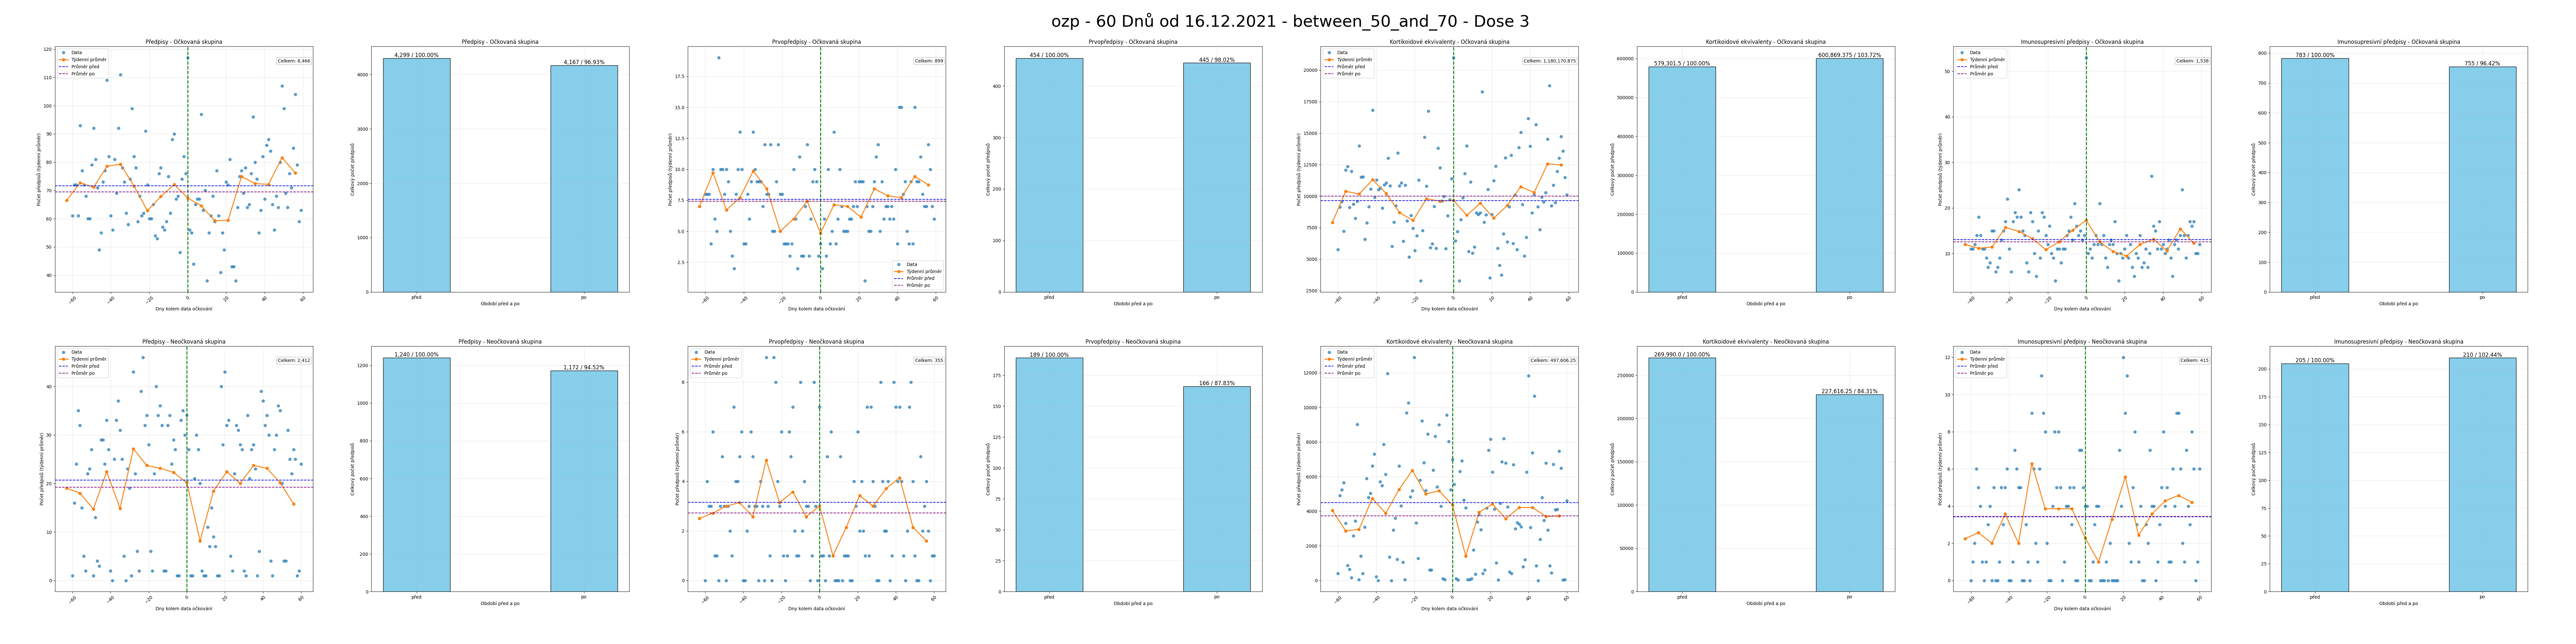 ozp - 60 Dnů od 16.12.2021 - between_50_and_70 - Dose 3
Předpisy - Očkovaná skupina
Data
Týdenní průměr
Průměr před
Průměr po
Celkem: 8,466
Počet předpisů (týdenní průměr)
Dny kolem data očkování
Předpisy - Očkovaná skupina
4,299 / 100.00%
4,167 / 96.93%
Celkový počet předpisů
před
po
Období před a po
Prvopředpisy - Očkovaná skupina
Celkem: 899
Data
Týdenní průměr
Průměr před
Průměr po
Počet předpisů (týdenní průměr)
Dny kolem data očkování
Prvopředpisy - Očkovaná skupina
454 / 100.00%
445 / 98.02%
Celkový počet předpisů
před
po
Období před a po
Kortikoidové ekvivalenty - Očkovaná skupina
Data
Týdenní průměr
Průměr před
Průměr po
Celkem: 1,180,170.875
Počet předpisů (týdenní průměr)
Dny kolem data očkování
Kortikoidové ekvivalenty - Očkovaná skupina
579,301.5 / 100.00%
600,869.375 / 103.72%
Celkový počet předpisů
před
po
Období před a po
Imunosupresivní předpisy - Očkovaná skupina
Data
Týdenní průměr
Průměr před
Průměr po
Celkem: 1,538
Počet předpisů (týdenní průměr)
Dny kolem data očkování
Imunosupresivní předpisy - Očkovaná skupina
783 / 100.00%
755 / 96.42%
Celkový počet předpisů
před
po
Období před a po
Předpisy - Neočkovaná skupina
Data
Týdenní průměr
Průměr před
Průměr po
Celkem: 2,412
Počet předpisů (týdenní průměr)
Dny kolem data očkování
Předpisy - Neočkovaná skupina
1,240 / 100.00%
1,172 / 94.52%
Celkový počet předpisů
před
po
Období před a po
Prvopředpisy - Neočkovaná skupina
Data
Týdenní průměr
Průměr před
Průměr po
Celkem: 355
Počet předpisů (týdenní průměr)
Dny kolem data očkování
Prvopředpisy - Neočkovaná skupina
189 / 100.00%
166 / 87.83%
Celkový počet předpisů
před
po
Období před a po
Kortikoidové ekvivalenty - Neočkovaná skupina
Data
Týdenní průměr
Průměr před
Průměr po
Celkem: 497,606.25
Počet předpisů (týdenní průměr)
Dny kolem data očkování
Kortikoidové ekvivalenty - Neočkovaná skupina
269,990.0 / 100.00%
227,616.25 / 84.31%
Celkový počet předpisů
před
po
Období před a po
Imunosupresivní předpisy - Neočkovaná skupina
Data
Týdenní průměr
Průměr před
Průměr po
Celkem: 415
Počet předpisů (týdenní průměr)
Dny kolem data očkování
Imunosupresivní předpisy - Neočkovaná skupina
205 / 100.00%
210 / 102.44%
Celkový počet předpisů
před
po
Období před a po